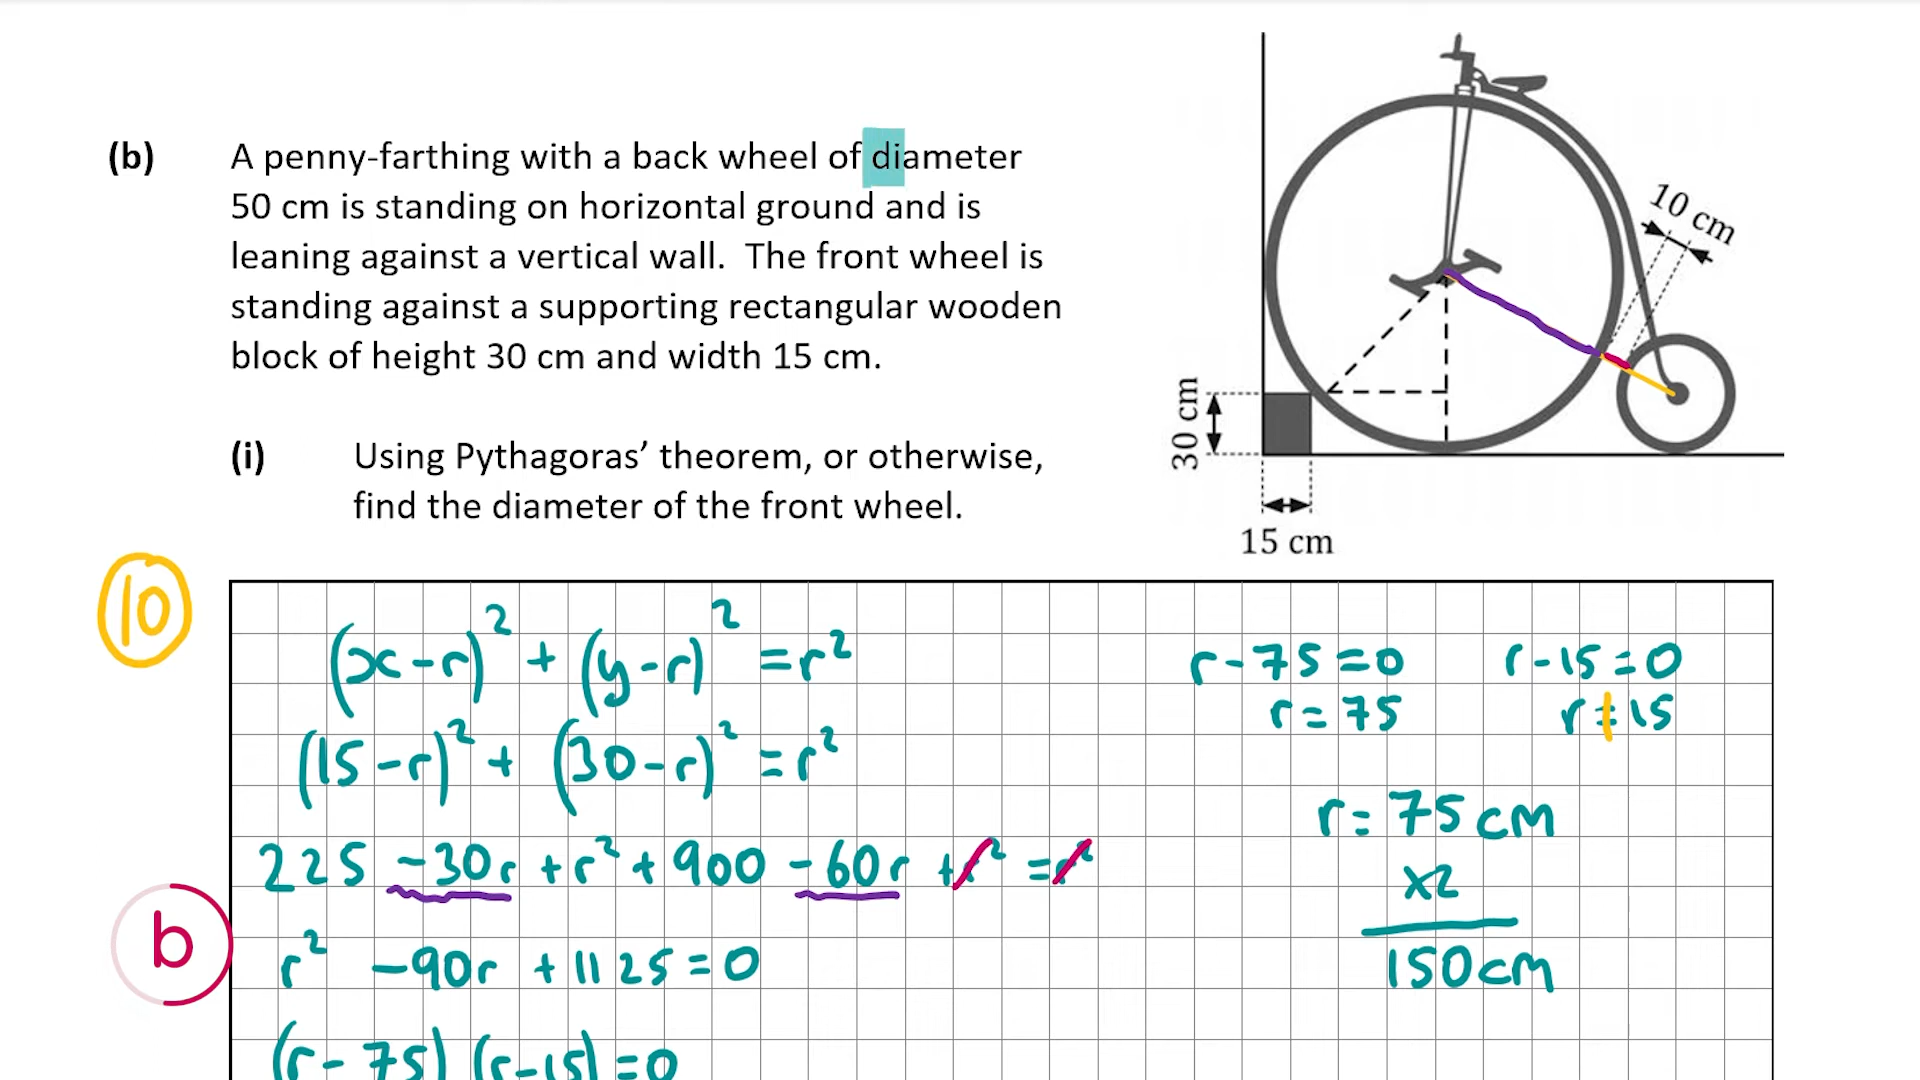 (b) A penny-farthing with a back wheel of diameter
50 cm is standing on horizontal ground and is
leaning against a vertical wall. The front wheel is
standing against a supporting rectangular wooden
block of height 30 cm and width 15 cm.
(i) Using Pythagoras’ theorem, or otherwise,
find the diameter of the front wheel.
10 cm
30 cm
15 cm
10
(x-r)² + (y-r)² = r²
(15-r)² + (30-r)² = r²
225 -30r + r² + 900 -60r + r² = r²
b
r² -90r + 1125 = 0
(r-75)(r-15) = 0
r-75=0 r-15=0
r=75 r≠15
r= 75cm
x2
150cm